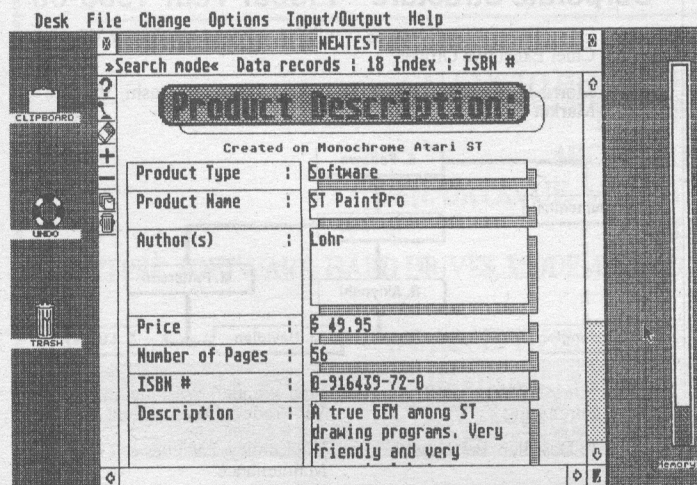 Desk File Change Options Input/Output Help
NEWTEST
»Search mode« Data records : 18 Index : ISBN #
?
CLIPBOARD
Product Description:
Created on Monochrome Atari ST
Product Type : Software
Product Name : ST PaintPro
UNDO
Author(s) : Lohr
TRASH
Price : $ 49.95
Number of Pages : 56
ISBN # : 0-916439-72-0
Description : A true GEM among ST
drawing programs. Very
friendly and very
Memory